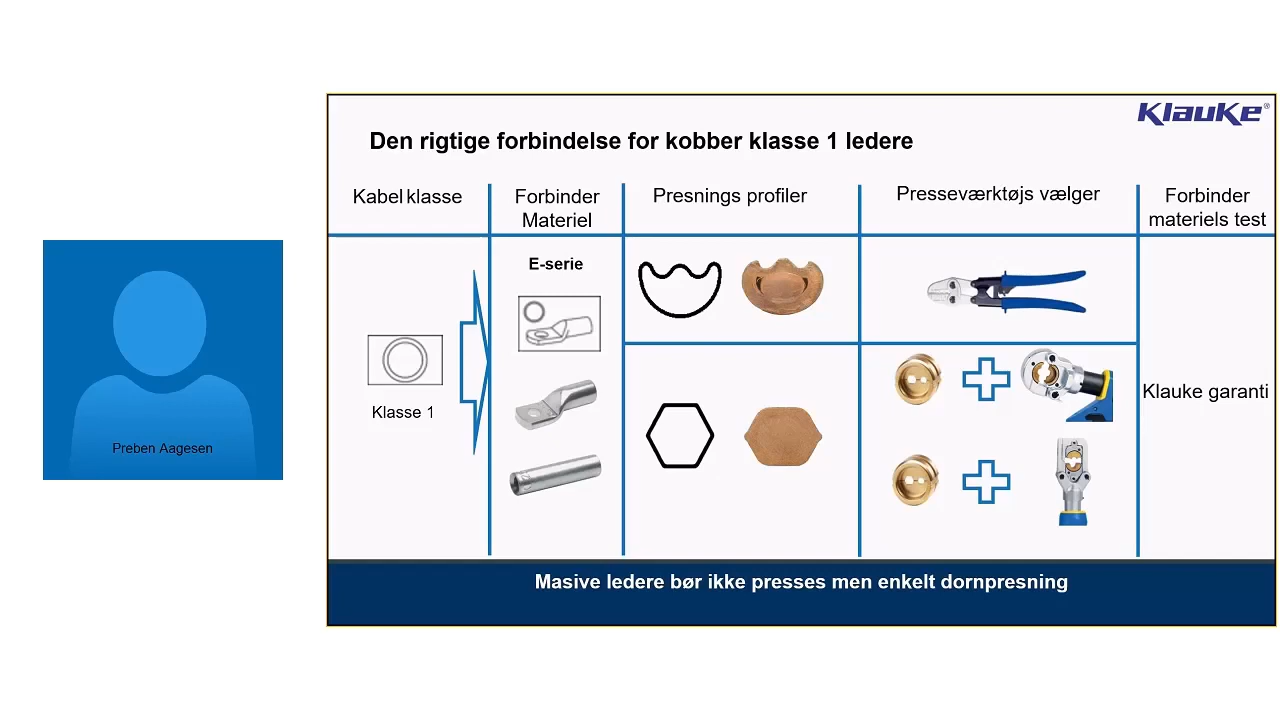 KlauKe®
Den rigtige forbindelse for kobber klasse 1 ledere
Kabel klasse
Forbinder
Materiel
Presnings profiler
Presseværktøjs vælger
Forbinder
materiels test
E-serie
Klasse 1
Klauke garanti
Preben Aagesen
Masive ledere bør ikke presses men enkelt dornpresning